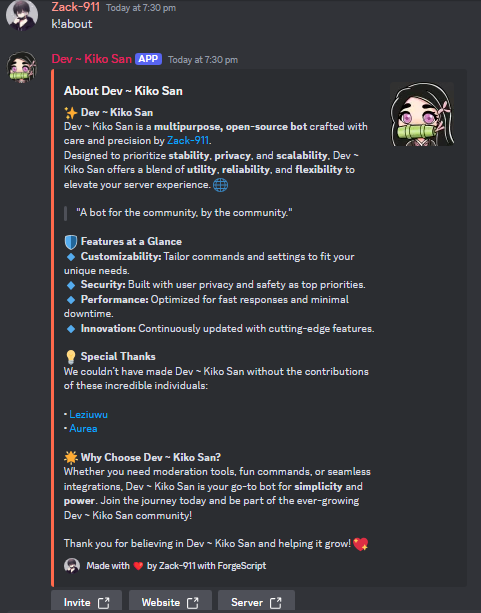 Zack-911 Today at 7:30 pm
k!about
Dev ~ Kiko San APP Today at 7:30 pm
About Dev ~ Kiko San
✨ Dev ~ Kiko San
Dev ~ Kiko San is a multipurpose, open-source bot crafted with
care and precision by Zack-911.
Designed to prioritize stability, privacy, and scalability, Dev ~
Kiko San offers a blend of utility, reliability, and flexibility to
elevate your server experience. 🌐
"A bot for the community, by the community."
🛡️ Features at a Glance
🔹 Customizability: Tailor commands and settings to fit your
unique needs.
🔹 Security: Built with user privacy and safety as top priorities.
🔹 Performance: Optimized for fast responses and minimal
downtime.
🔹 Innovation: Continuously updated with cutting-edge features.
💡 Special Thanks
We couldn't have made Dev ~ Kiko San without the contributions
of these incredible individuals:
• Leziuwu
• Aurea
🌟 Why Choose Dev ~ Kiko San?
Whether you need moderation tools, fun commands, or seamless
integrations, Dev ~ Kiko San is your go-to bot for simplicity and
power. Join the journey today and be part of the ever-growing
Dev ~ Kiko San community!
Thank you for believing in Dev ~ Kiko San and helping it grow! 💖
Made with ❤️ by Zack-911 with ForgeScript
Invite Website Server